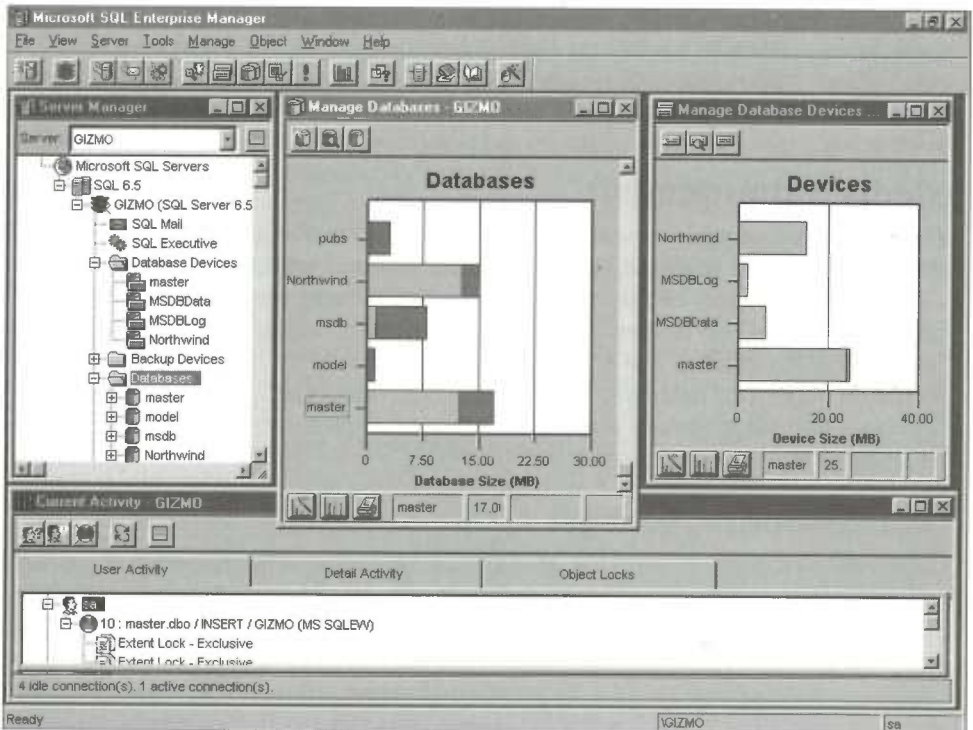 Microsoft SQL Enterprise Manager
File View Server Tools Manage Object Window Help
Server Manager
Server: GIZMO
Microsoft SQL Servers
SQL 6.5
GIZMO (SQL Server 6.5
SQL Mail
SQL Executive
Database Devices
master
MSDBData
MSDBLog
Northwind
Backup Devices
Databases
master
model
msdb
Northwind
Manage Databases - GIZMO
Databases
pubs
Northwind
msdb
model
master
0 7.50 15.00 22.50 30.00
Database Size (MB)
master 17.0
Manage Database Devices ...
Devices
Northwind
MSDBLog
MSDBData
master
0 20.00 40.00
Device Size (MB)
master 25.
Current Activity - GIZMO
User Activity Detail Activity Object Locks
sa
10 : master.dbo / INSERT / GIZMO (MS SQLEW)
Extent Lock - Exclusive
Extent Lock - Exclusive
4 idle connection(s). 1 active connection(s).
Ready \GIZMO sa